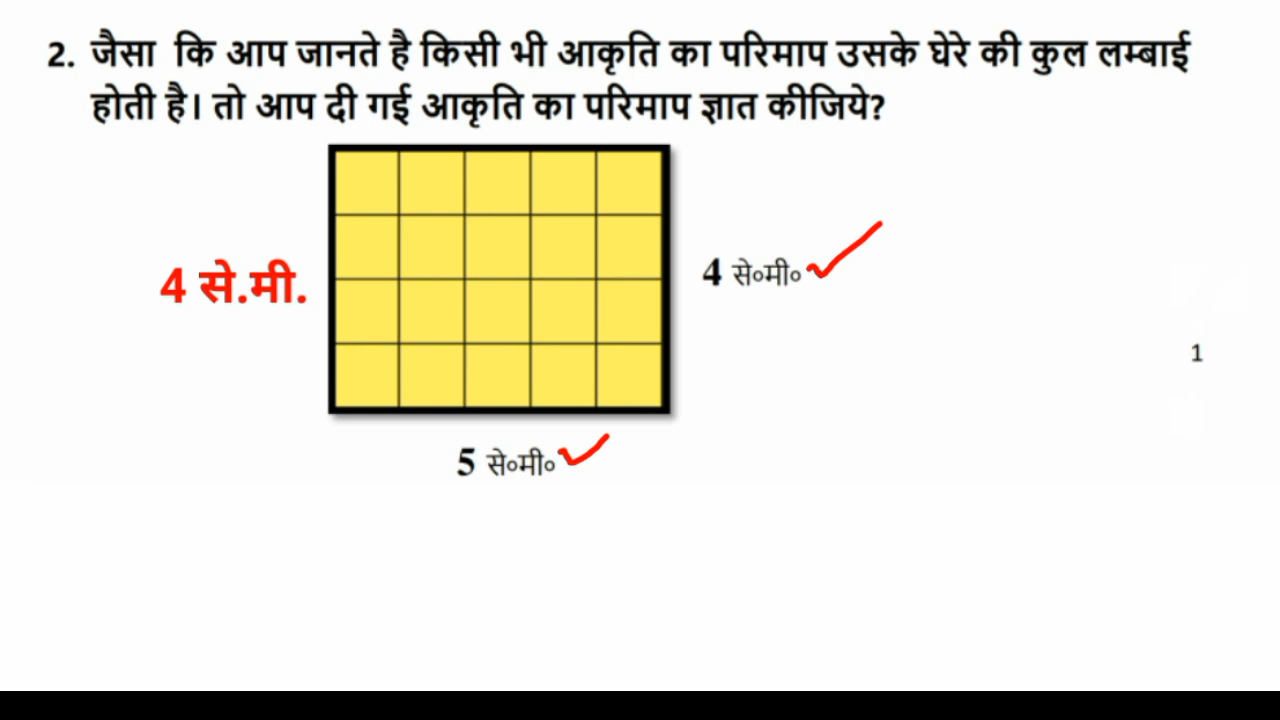 2. जैसा कि आप जानते है किसी भी आकृति का परिमाप उसके घेरे की कुल लम्बाई
होती है। तो आप दी गई आकृति का परिमाप ज्ञात कीजिये?
4 से.मी.
4 से॰मी॰
1
5 से॰मी॰